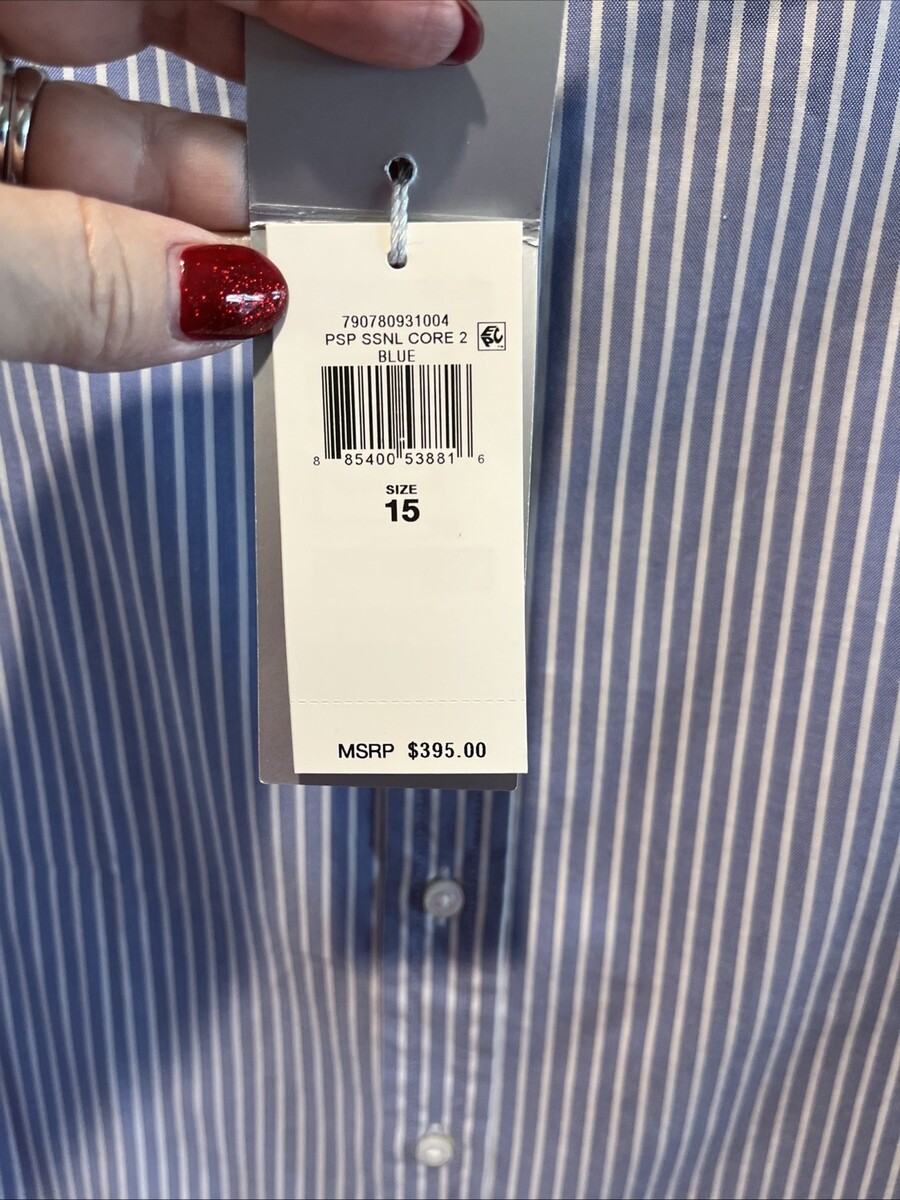 790780931004
PSP SSNL CORE 2
BLUE
8 85400 53881 6
SIZE
15
MSRP $395.00